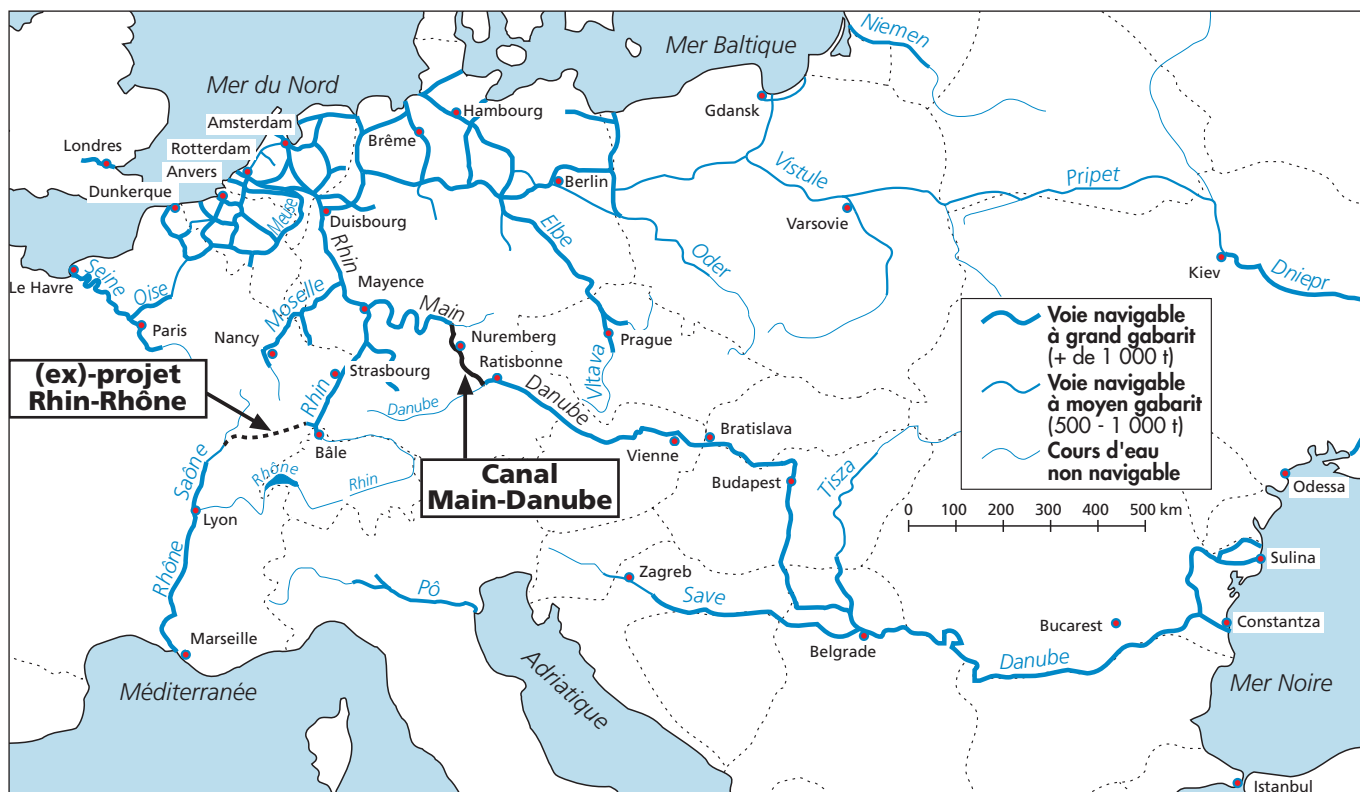 Mer Baltique
Niemen
Mer du Nord
Gdansk
Hambourg
Amsterdam
Brême
Londres
Rotterdam
Anvers
Berlin
Vistule
Pripet
Dunkerque
Meuse
Duisbourg
Varsovie
Elbe
Rhin
Oder
Kiev
Dniepr
Le Havre
Seine
Oise
Moselle
Mayence
Main
Paris
Nancy
Nuremberg
Prague
Ratisbonne
Strasbourg
Vltava
Voie navigable
à grand gabarit
(+ de 1 000 t)
Voie navigable
à moyen gabarit
(500 - 1 000 t)
Cours d'eau
non navigable
0 100 200 300 400 500 km
(ex)-projet
Rhin-Rhône
Rhin
Danube
Danube
Bâle
Canal
Main-Danube
Vienne
Bratislava
Budapest
Tisza
Saône
Rhône
Rhin
Lyon
Odessa
Sulina
Rhône
Pô
Zagreb
Save
Belgrade
Bucarest
Constantza
Danube
Marseille
Méditerranée
Adriatique
Mer Noire
Istanbul